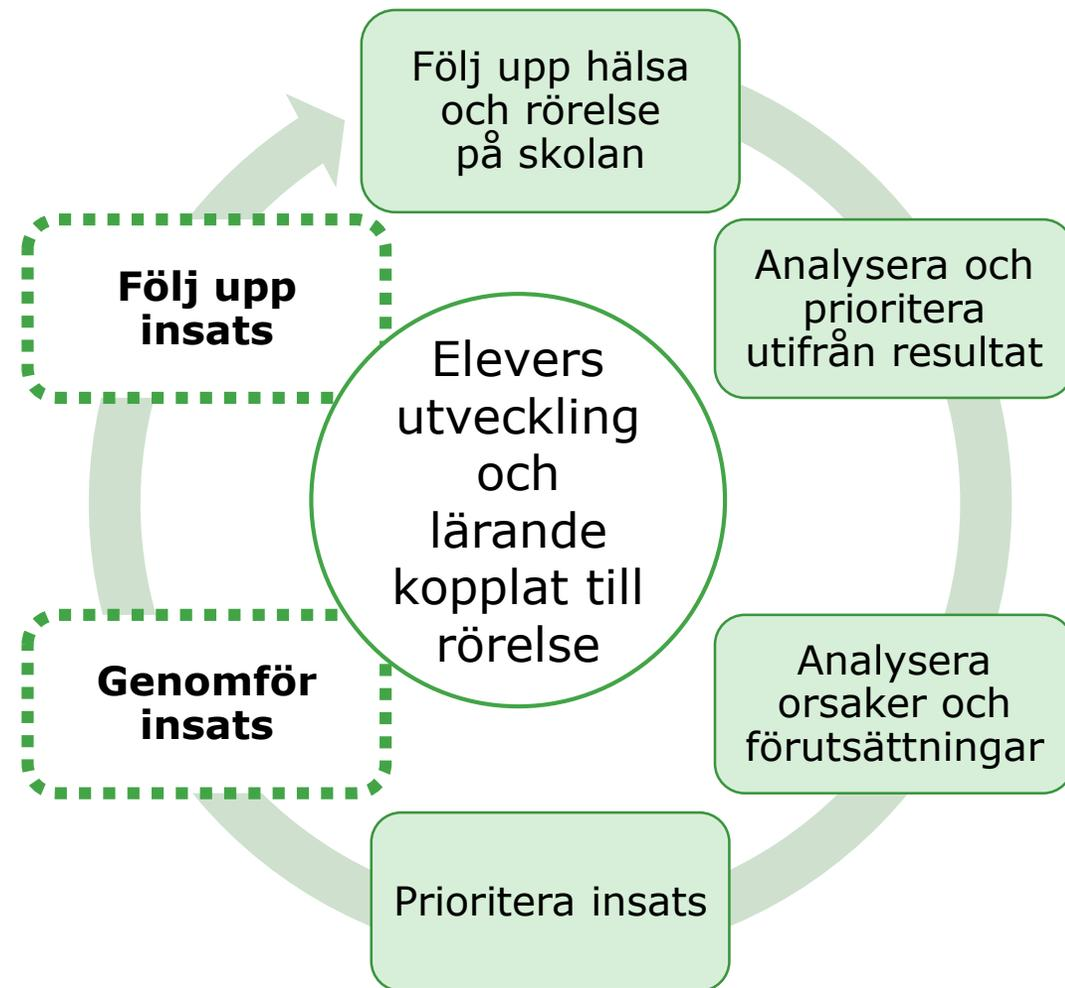 Följ upp hälsa
och rörelse
på skolan
Analysera och
prioritera
utifrån resultat
Analysera
orsaker och
förutsättningar
Prioritera insats
Genomför
insats
Följ upp
insats
Elevers
utveckling
och
lärande
kopplat till
rörelse